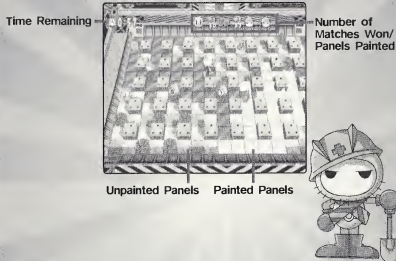 Time Remaining
Number of
Matches Won/
Panels Painted
Unpainted Panels
Painted Panels